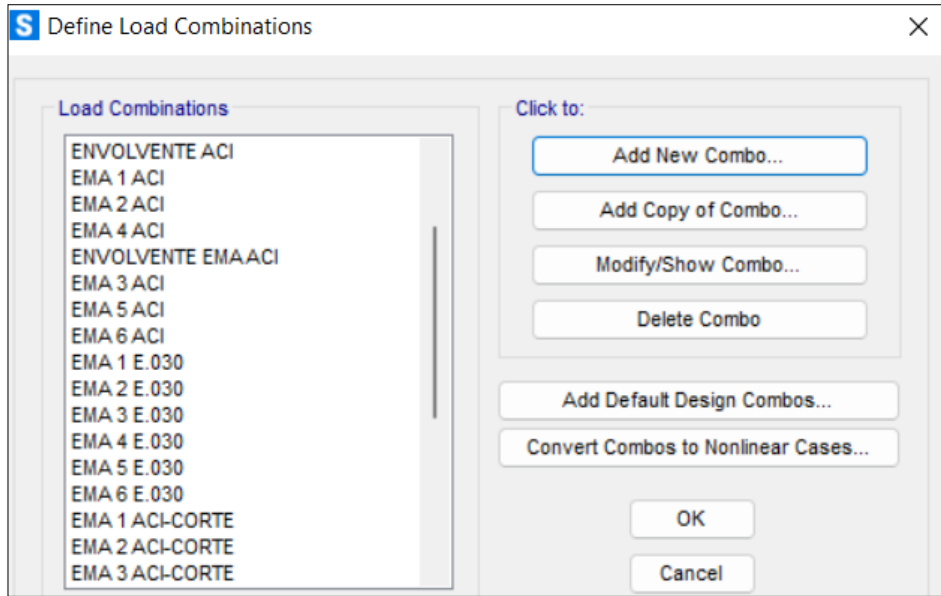 S Define Load Combinations
Load Combinations
ENVOLVENTE ACI
EMA 1 ACI
EMA 2 ACI
EMA 4 ACI
ENVOLVENTE EMA ACI
EMA 3 ACI
EMA 5 ACI
EMA 6 ACI
EMA 1 E.030
EMA 2 E.030
EMA 3 E.030
EMA 4 E.030
EMA 5 E.030
EMA 6 E.030
EMA 1 ACI-CORTE
EMA 2 ACI-CORTE
EMA 3 ACI-CORTE
Click to:
Add New Combo...
Add Copy of Combo...
Modify/Show Combo...
Delete Combo
Add Default Design Combos...
Convert Combos to Nonlinear Cases...
OK
Cancel